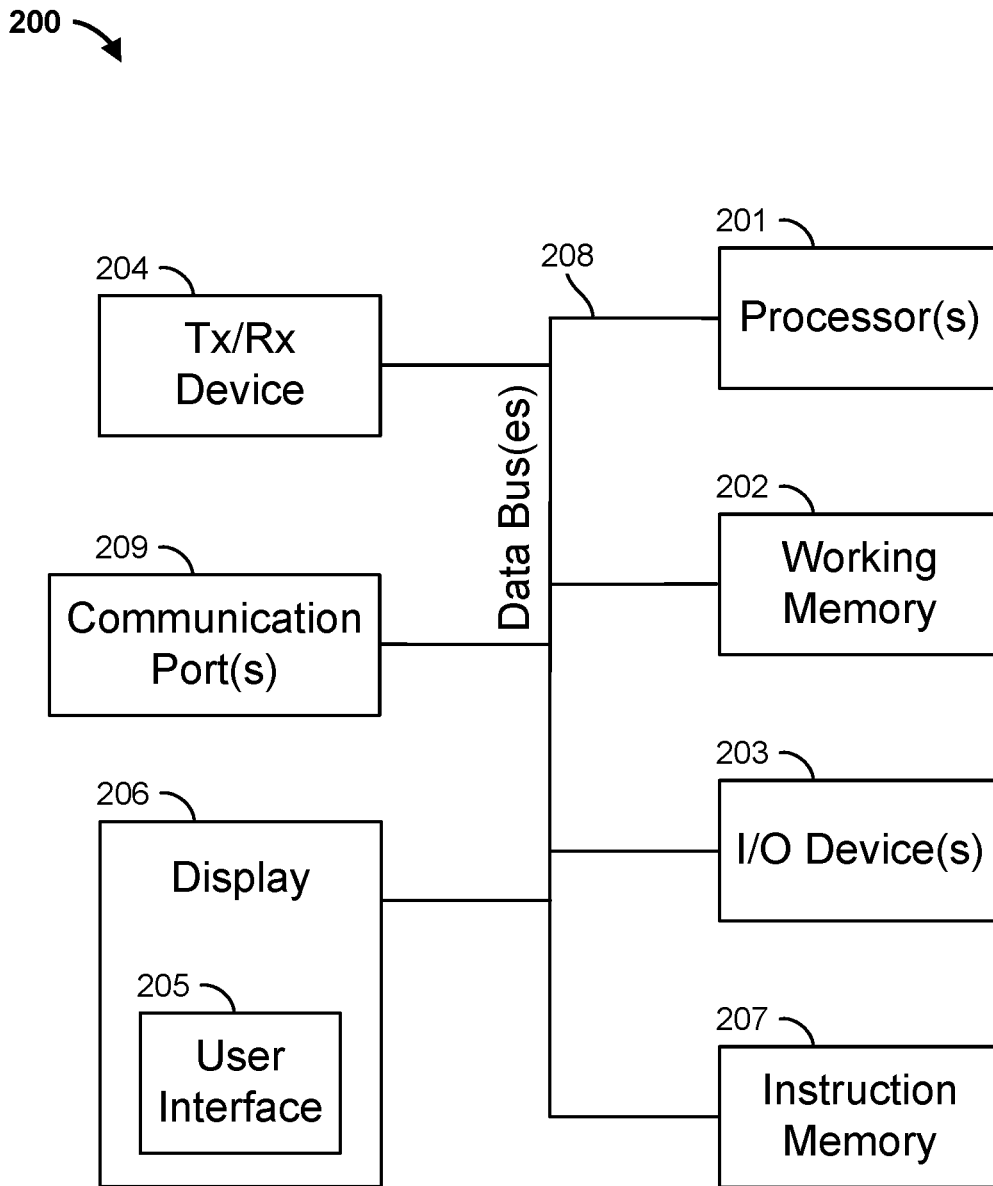 200
204
Tx/Rx
Device
209
Communication
Port(s)
206
Display
205
User
Interface
208
Data Bus(es)
201
Processor(s)
202
Working
Memory
203
I/O Device(s)
207
Instruction
Memory